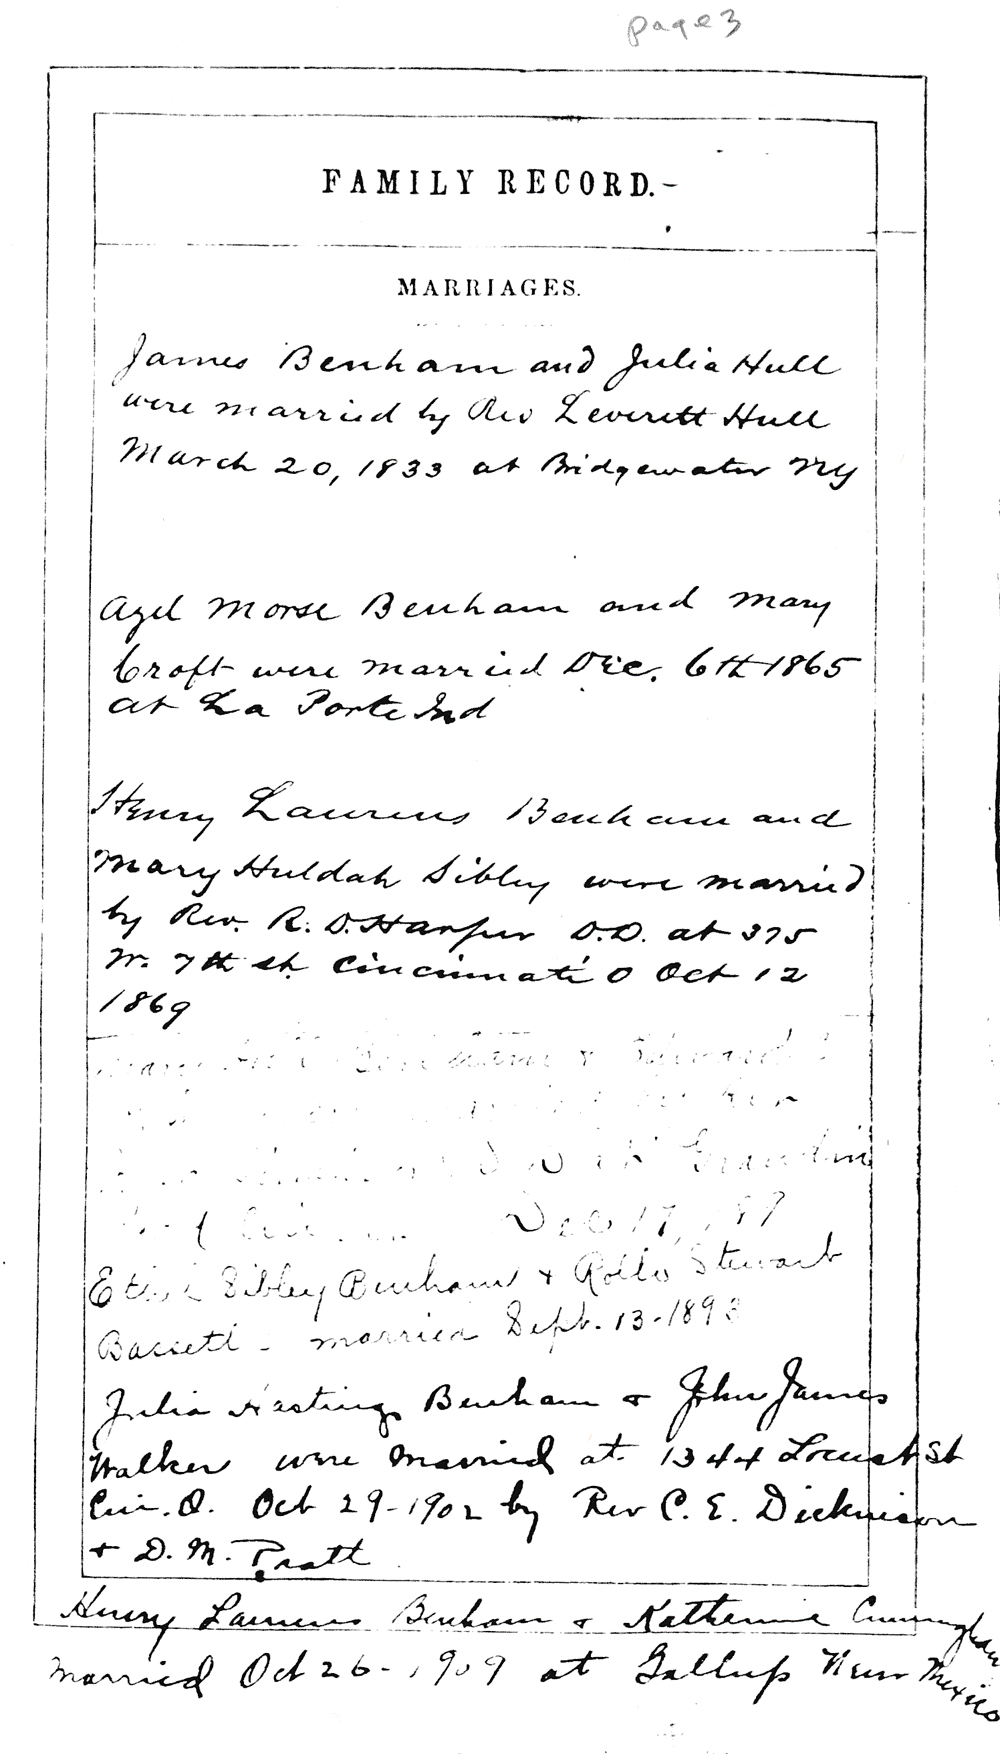 page 3
FAMILY RECORD.-
MARRIAGES.
James Benham and Julia Hull
were married by Rev Leverett Hull
March 20, 1833 at Bridgewater NY
Azel Morse Benham and Mary
Croft were married Dec. 6th 1865
at La Porte Ind
Henry Laurens Benham and
Mary Huldah Sibley were married
by Rev. R. D. Harper D.D. at 375
W. 7th st. Cincinnati O Oct 12
1869
&
Dec 17, 
Sibley Benham & Rollo Stewart
Bassett - married Sept. 13 - 1893
Julia Hastings Benham & John James
Walker were married at 1344 Locust St
Cin. O. Oct 29 - 1902 by Rev C. E. Dickinson
& D. M. Pratt
Henry Laurens Benham & Katherine Cunningham
married Oct 26 - 1909 at Gallup New Mexico